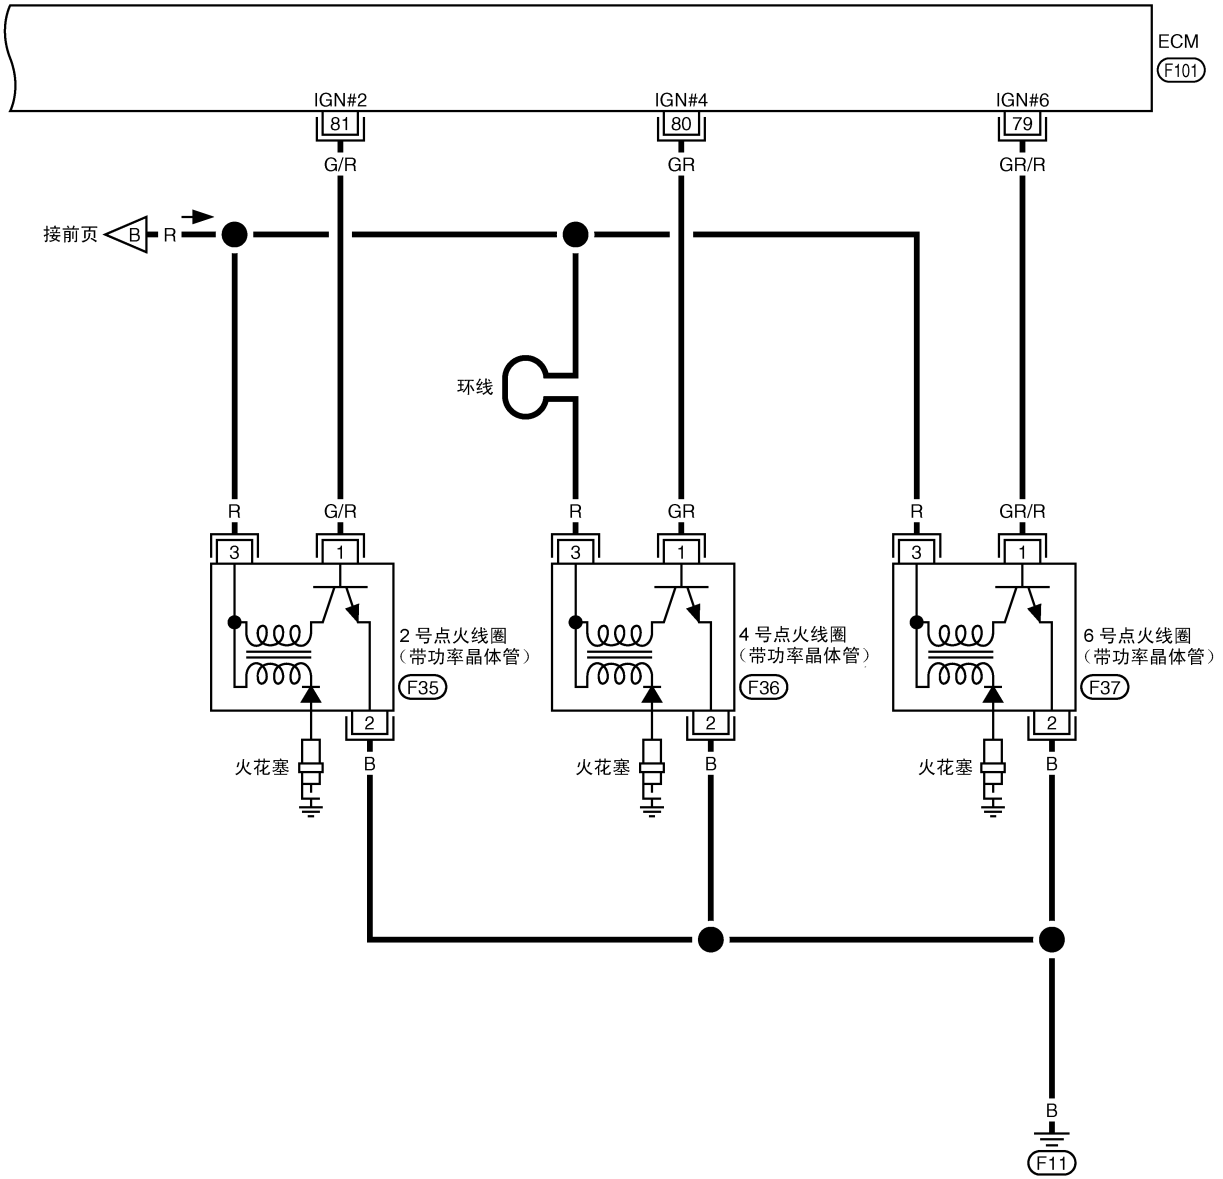 ECM
F101
IGN#2 IGN#4 IGN#6
81 80 79
G/R GR GR/R
接前页 B R
环线
R G/R R GR R GR/R
3 1 3 1 3 1
2 号点火线圈
（带功率晶体管）
F35
4 号点火线圈
（带功率晶体管）
F36
6 号点火线圈
（带功率晶体管）
F37
2 2 2
火花塞 B 火花塞 B 火花塞 B
B
F11